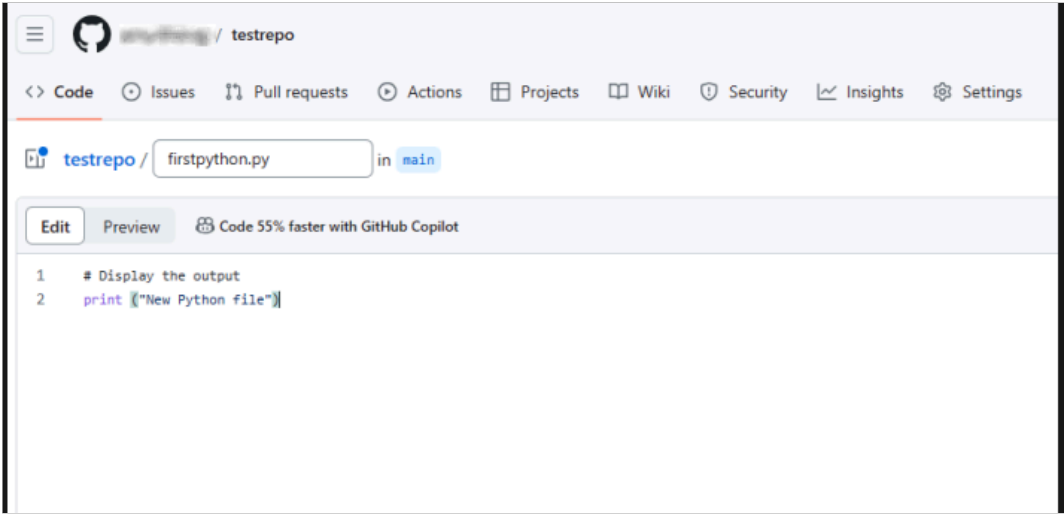 / testrepo
<> Code Issues Pull requests Actions Projects Wiki Security Insights Settings
testrepo / firstpython.py in main
Edit Preview Code 55% faster with GitHub Copilot
1 # Display the output
2 print ("New Python file")